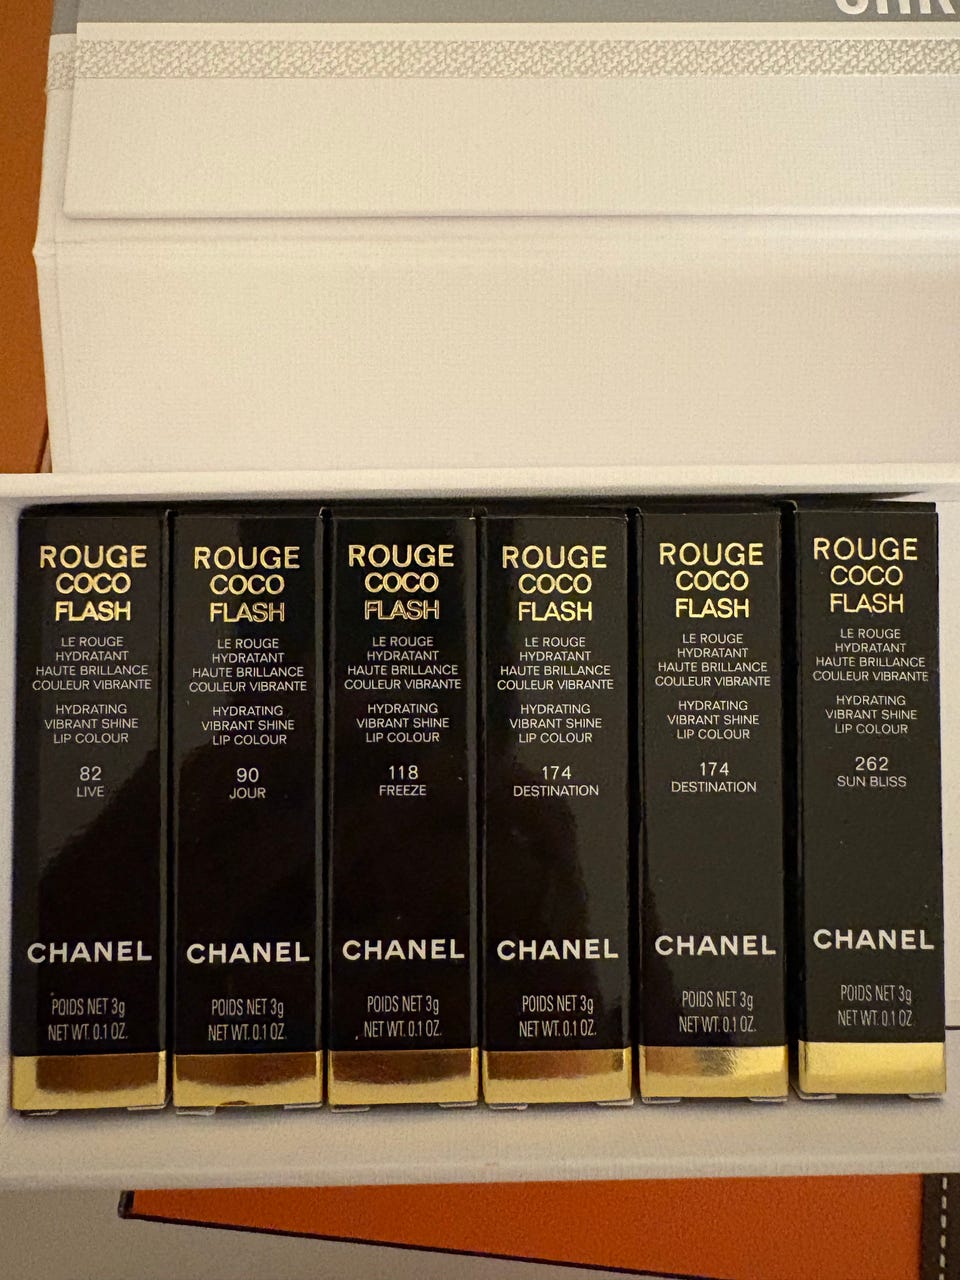 ROUGE
COCO
FLASH
LE ROUGE
HYDRATANT
HAUTE BRILLANCE
COULEUR VIBRANTE
HYDRATING
VIBRANT SHINE
LIP COLOUR
82
LIVE
CHANEL
POIDS NET 3g
NET WT. 0.1 OZ.
ROUGE
COCO
FLASH
LE ROUGE
HYDRATANT
HAUTE BRILLANCE
COULEUR VIBRANTE
HYDRATING
VIBRANT SHINE
LIP COLOUR
90
JOUR
CHANEL
POIDS NET 3g
NET WT. 0.1 OZ.
ROUGE
COCO
FLASH
LE ROUGE
HYDRATANT
HAUTE BRILLANCE
COULEUR VIBRANTE
HYDRATING
VIBRANT SHINE
LIP COLOUR
118
FREEZE
CHANEL
POIDS NET 3g
NET WT. 0.1 OZ.
ROUGE
COCO
FLASH
LE ROUGE
HYDRATANT
HAUTE BRILLANCE
COULEUR VIBRANTE
HYDRATING
VIBRANT SHINE
LIP COLOUR
174
DESTINATION
CHANEL
POIDS NET 3g
NET WT. 0.1 OZ.
ROUGE
COCO
FLASH
LE ROUGE
HYDRATANT
HAUTE BRILLANCE
COULEUR VIBRANTE
HYDRATING
VIBRANT SHINE
LIP COLOUR
174
DESTINATION
CHANEL
POIDS NET 3g
NET WT. 0.1 OZ.
ROUGE
COCO
FLASH
LE ROUGE
HYDRATANT
HAUTE BRILLANCE
COULEUR VIBRANTE
HYDRATING
VIBRANT SHINE
LIP COLOUR
262
SUN BLISS
CHANEL
POIDS NET 3g
NET WT. 0.1 OZ.